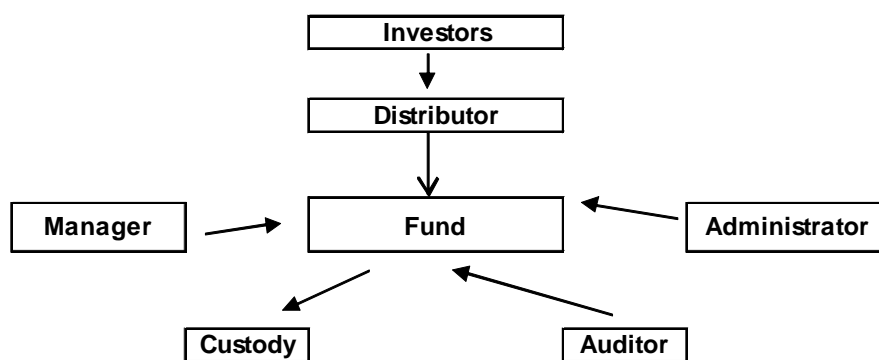 Investors
Distributor
Manager
Fund
Administrator
Custody
Auditor